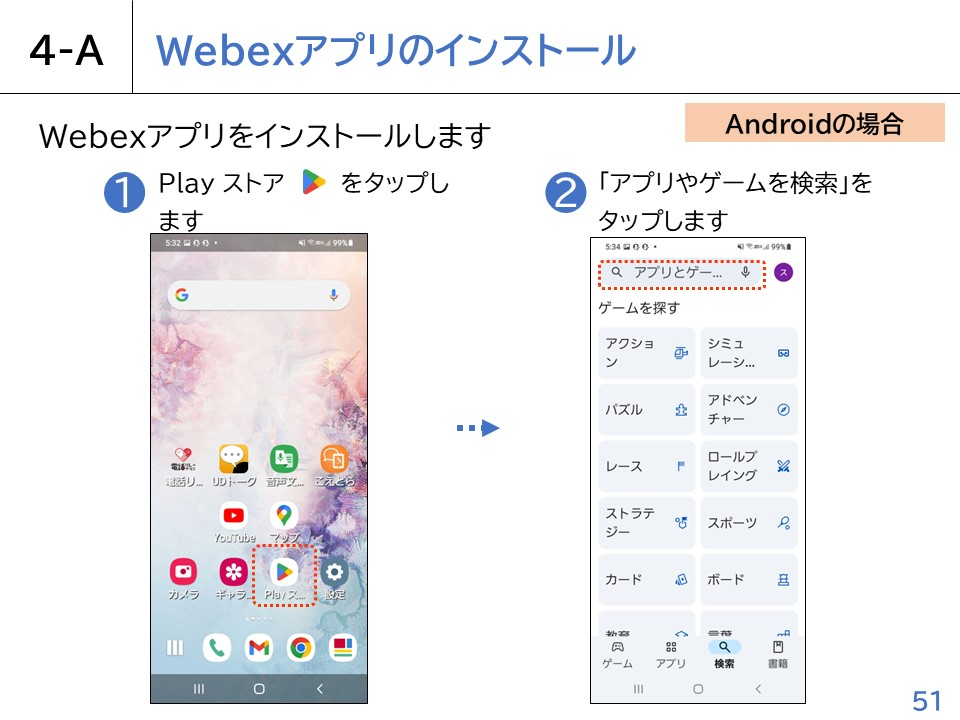 4-A
Webexアプリのインストール
Androidの場合
Webexアプリをインストールします
1
Play ストア をタップし
ます
5:32
99%
電話リ...
UDトーク
音声文...
こえとら
YouTube
マップ
カメラ
ギャラ...
Play ス...
設定
2
「アプリやゲームを検索」を
タップします
5:34
99%
アプリとゲー...
ス
ゲームを探す
アクショ
ン
シミュ
レーシ...
パズル
アドベン
チャー
レース
ロールプ
レイング
ストラテ
ジー
スポーツ
カード
ボード
教育
言葉
ゲーム
アプリ
検索
書籍
51